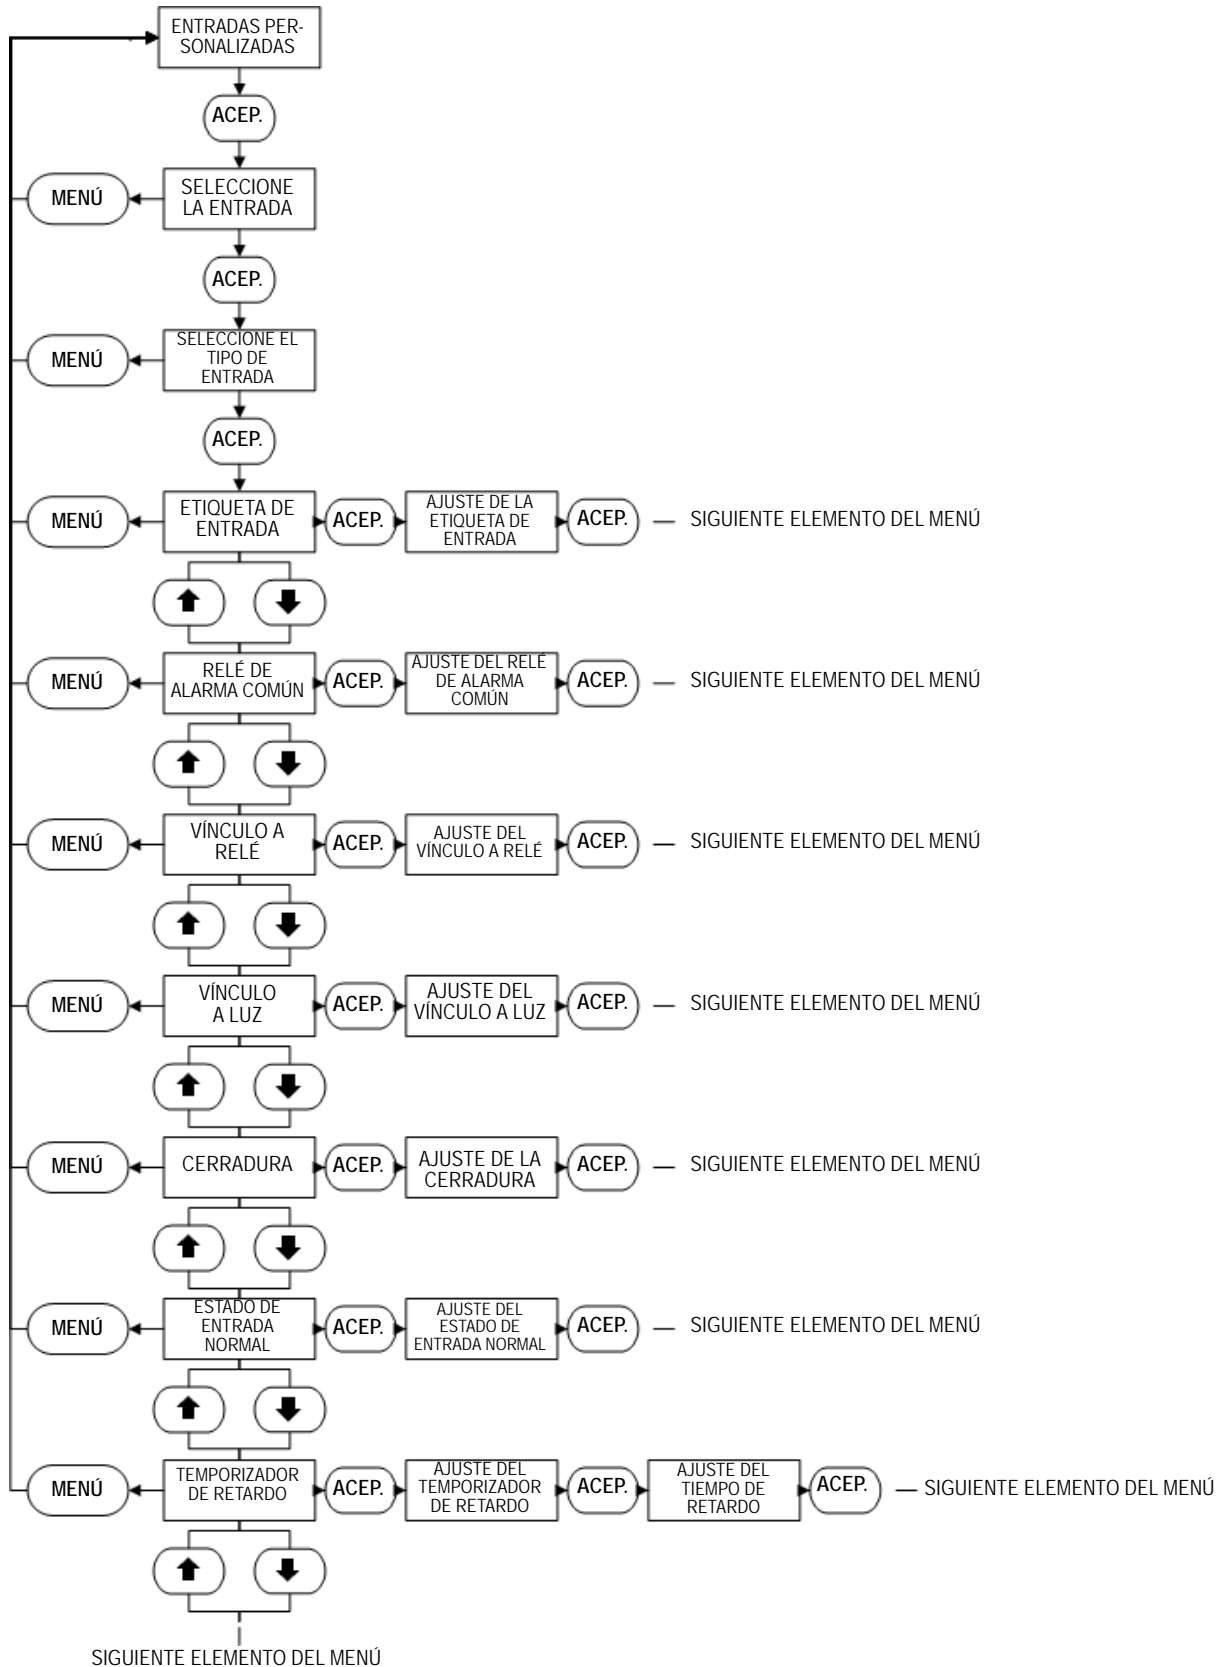 ENTRADAS PER-
SONALIZADAS
ACEP.
MENÚ
SELECCIONE
LA ENTRADA
ACEP.
MENÚ
SELECCIONE EL
TIPO DE
ENTRADA
ACEP.
MENÚ
ETIQUETA DE
ENTRADA
ACEP.
AJUSTE DE LA
ETIQUETA DE
ENTRADA
ACEP.
SIGUIENTE ELEMENTO DEL MENÚ
MENÚ
RELÉ DE
ALARMA COMÚN
ACEP.
AJUSTE DEL RELÉ
DE ALARMA
COMÚN
ACEP.
SIGUIENTE ELEMENTO DEL MENÚ
MENÚ
VÍNCULO A
RELÉ
ACEP.
AJUSTE DEL
VÍNCULO A RELÉ
ACEP.
SIGUIENTE ELEMENTO DEL MENÚ
MENÚ
VÍNCULO
A LUZ
ACEP.
AJUSTE DEL
VÍNCULO A LUZ
ACEP.
SIGUIENTE ELEMENTO DEL MENÚ
MENÚ
CERRADURA
ACEP.
AJUSTE DE LA
CERRADURA
ACEP.
SIGUIENTE ELEMENTO DEL MENÚ
MENÚ
ESTADO DE
ENTRADA
NORMAL
ACEP.
AJUSTE DEL
ESTADO DE
ENTRADA NORMAL
ACEP.
SIGUIENTE ELEMENTO DEL MENÚ
MENÚ
TEMPORIZADOR
DE RETARDO
ACEP.
AJUSTE DEL
TEMPORIZADOR
DE RETARDO
ACEP.
AJUSTE DEL
TIEMPO DE
RETARDO
ACEP.
SIGUIENTE ELEMENTO DEL MENÚ
SIGUIENTE ELEMENTO DEL MENÚ